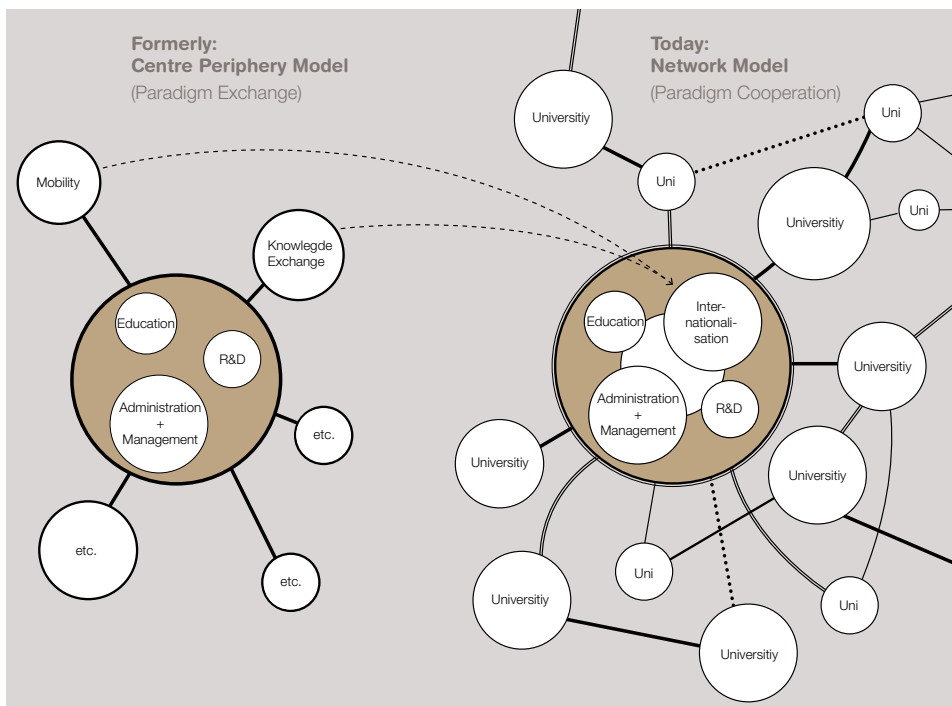 Formerly:
Centre Periphery Model
(Paradigm Exchange)
Mobility
Knowlegde
Exchange
Education
R&D
Administration
+
Management
etc.
etc.
etc.
Today:
Network Model
(Paradigm Cooperation)
Universitiy
Uni
Uni
Universitiy
Uni
Inter-
nationali-
sation
Education
Administration
+
Management
R&D
Universitiy
Universitiy
Universitiy
Uni
Universitiy
Uni
Universitiy